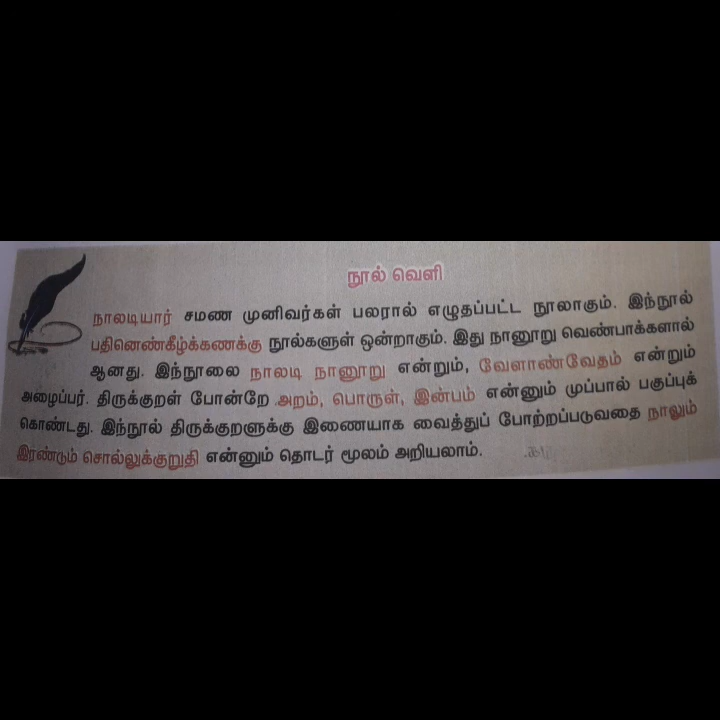 நூல் வெளி
நாலடியார் சமண முனிவர்கள் பலரால் எழுதப்பட்ட நூலாகும். இந்நூல்
பதினெண்கீழ்க்கணக்கு நூல்களுள் ஒன்றாகும். இது நானூறு வெண்பாக்களால்
ஆனது. இந்நூலை நாலடி நானூறு என்றும், வேளாண்வேதம் என்றும்
அழைப்பர். திருக்குறள் போன்றே அறம், பொருள், இன்பம் என்னும் முப்பால் பகுப்புக்
கொண்டது. இந்நூல் திருக்குறளுக்கு இணையாக வைத்துப் போற்றப்படுவதை நாலும்
இரண்டும் சொல்லுக்குறுதி என்னும் தொடர் மூலம் அறியலாம்.